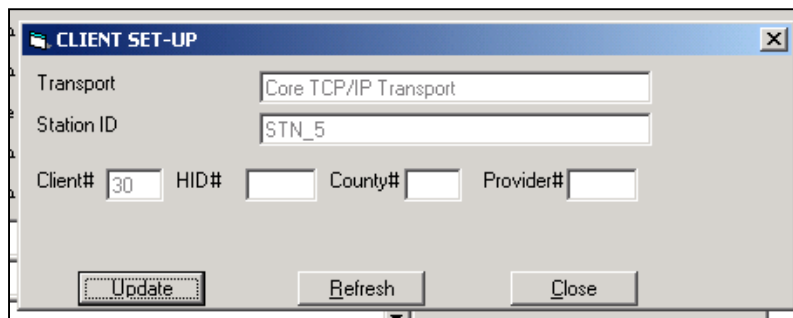 CLIENT SET-UP
Transport Core TCP/IP Transport
Station ID STN_5
Client# 30 HID# County# Provider#
Update Refresh Close